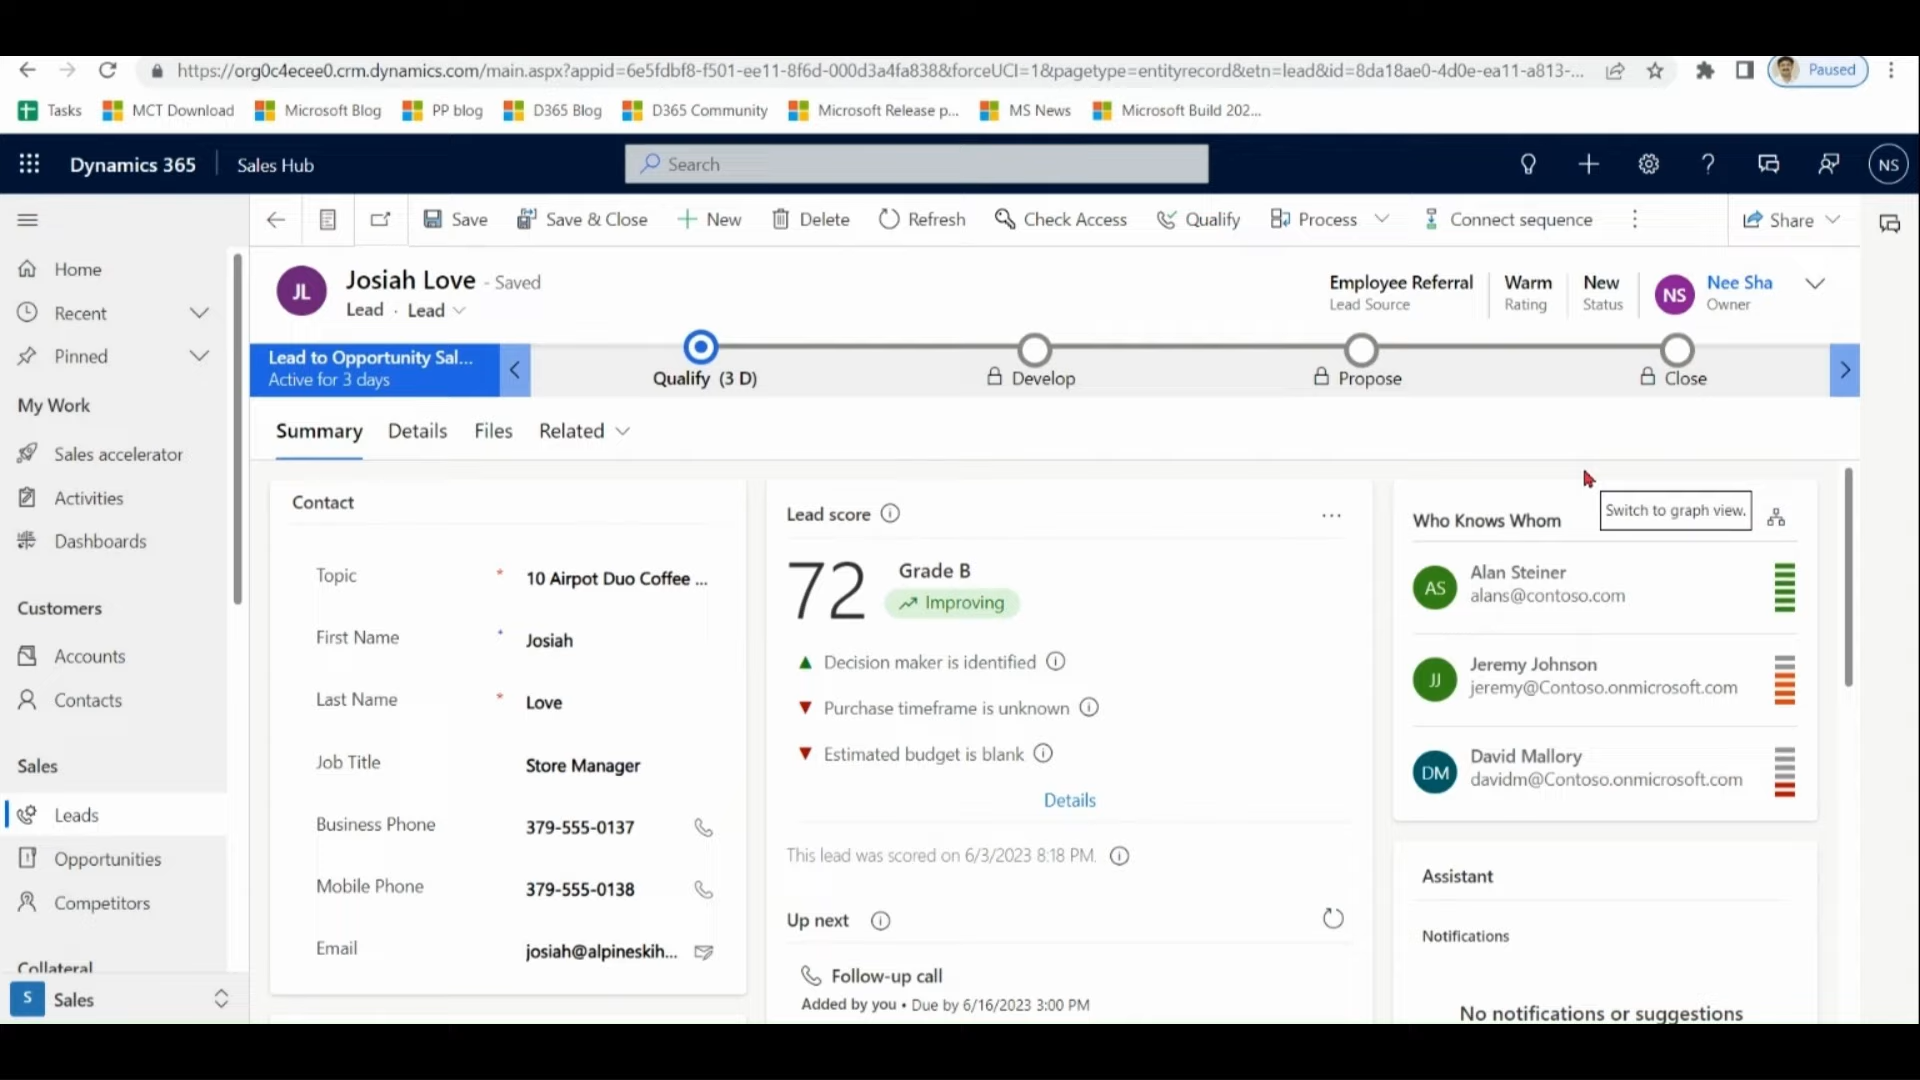 https://org0c4ecee0.crm.dynamics.com/main.aspx?appid=6e5fdbf8-f501-ee11-8f6d-000d3a4fa838&forceUCI=1&pagetype=entityrecord&etn=lead&id=8da18ae0-4d0e-ea11-a813-...
Paused
Tasks MCT Download Microsoft Blog PP blog D365 Blog D365 Community Microsoft Release p... MS News Microsoft Build 202...
Dynamics 365 Sales Hub Search NS
Save Save & Close New Delete Refresh Check Access Qualify Process Connect sequence Share
Home
Recent
Pinned
My Work
Sales accelerator
Activities
Dashboards
Customers
Accounts
Contacts
Sales
Leads
Opportunities
Competitors
Collateral
S Sales
JL
Josiah Love - Saved
Lead · Lead
Employee Referral
Lead Source
Warm
Rating
New
Status
NS
Nee Sha
Owner
Lead to Opportunity Sal...
Active for 3 days
Qualify (3 D)
Develop
Propose
Close
Summary Details Files Related
Contact
Topic * 10 Airpot Duo Coffee ...
First Name * Josiah
Last Name * Love
Job Title Store Manager
Business Phone 379-555-0137
Mobile Phone 379-555-0138
Email josiah@alpineskih...
Lead score
72
Grade B
Improving
Decision maker is identified
Purchase timeframe is unknown
Estimated budget is blank
Details
This lead was scored on 6/3/2023 8:18 PM.
Up next
Follow-up call
Added by you • Due by 6/16/2023 3:00 PM
Who Knows Whom
Switch to graph view.
AS
Alan Steiner
alans@contoso.com
JJ
Jeremy Johnson
jeremy@Contoso.onmicrosoft.com
DM
David Mallory
davidm@Contoso.onmicrosoft.com
Assistant
Notifications
No notifications or suggestions